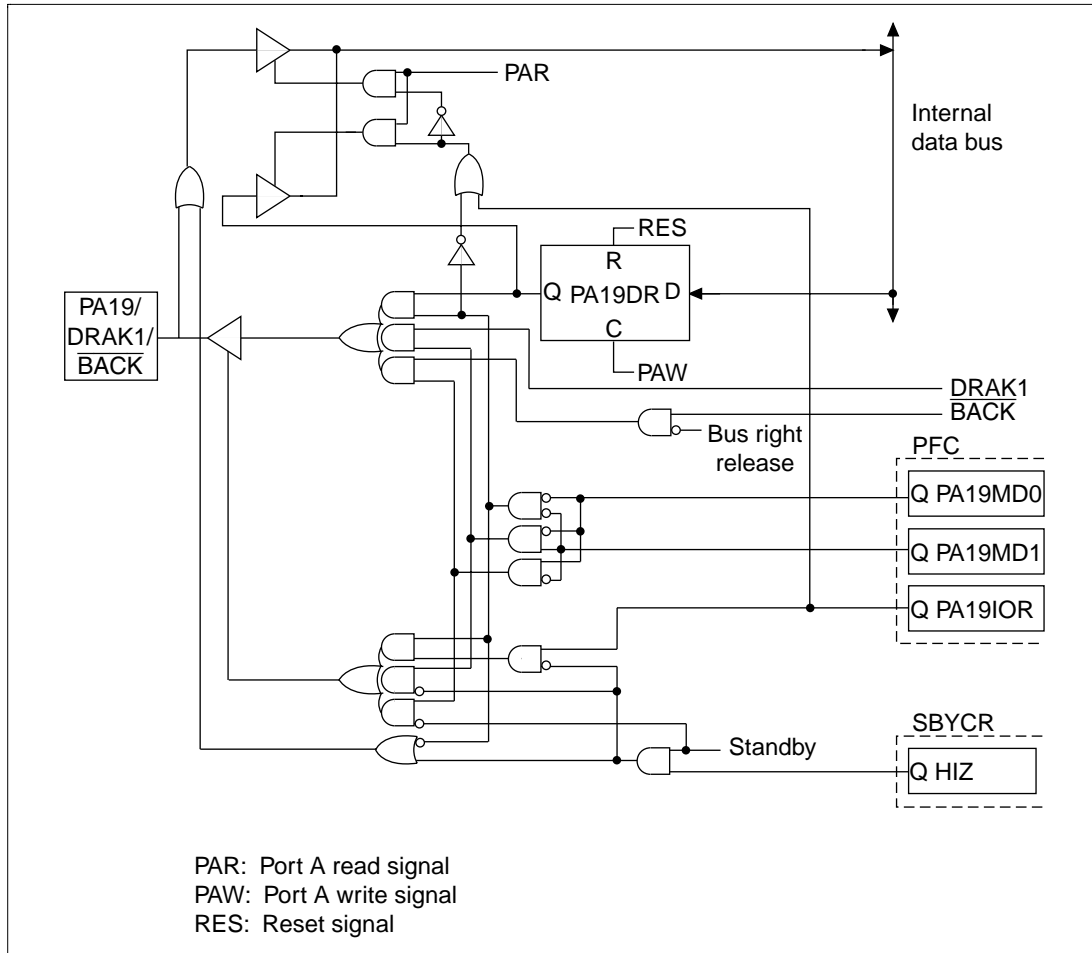 PAR
Internal
data bus
RES
R
Q PA19DR D
C
PAW
PA19/
DRAK1/
BACK
DRAK1
BACK
Bus right
release
PFC
Q PA19MD0
Q PA19MD1
Q PA19IOR
SBYCR
Standby
Q HIZ
PAR: Port A read signal
PAW: Port A write signal
RES: Reset signal